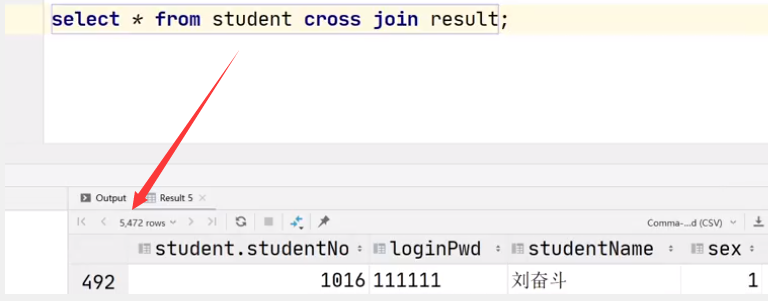 select * from student cross join result;
Output Result 5
5,472 rows Comma-...d (CSV)
student.studentNo loginPwd studentName sex
492 1016 111111 刘奋斗 1